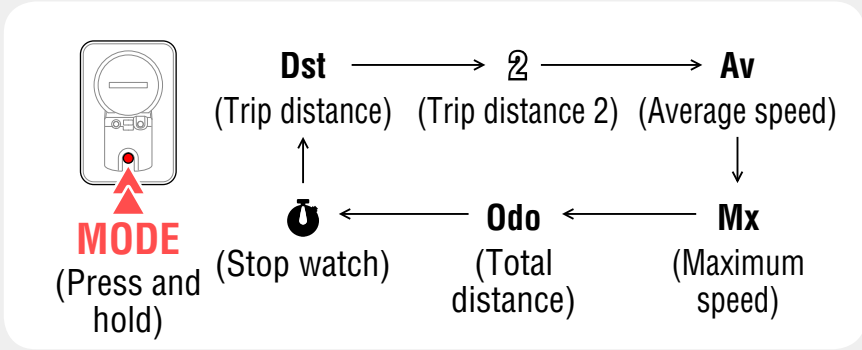 Dst
2
Av
(Trip distance)
(Trip distance 2)
(Average speed)
Odo
Mx
MODE
(Press and
hold)
(Stop watch)
(Total
distance)
(Maximum
speed)